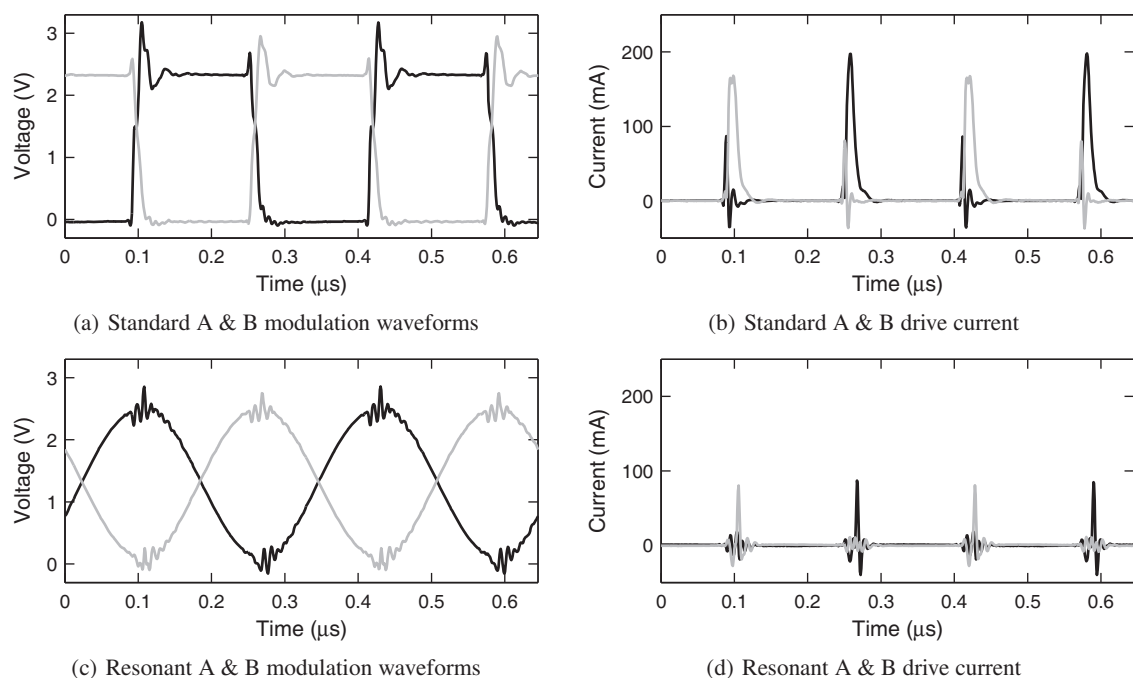 3
2
1
0
Voltage (V)
0 0.1 0.2 0.3 0.4 0.5 0.6
Time (μs)
(a) Standard A & B modulation waveforms
200
100
0
Current (mA)
0 0.1 0.2 0.3 0.4 0.5 0.6
Time (μs)
(b) Standard A & B drive current
3
2
1
0
Voltage (V)
0 0.1 0.2 0.3 0.4 0.5 0.6
Time (μs)
(c) Resonant A & B modulation waveforms
200
100
0
Current (mA)
0 0.1 0.2 0.3 0.4 0.5 0.6
Time (μs)
(d) Resonant A & B drive current